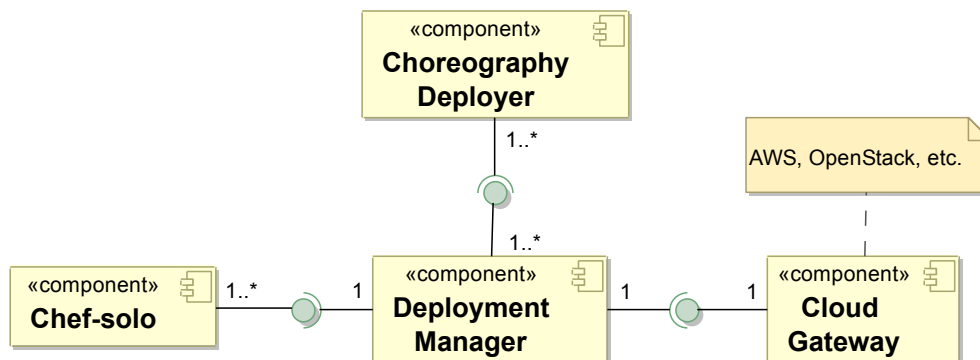 «component»
Choreography
Deployer
1..*
AWS, OpenStack, etc.
1..*
«component»
Chef-solo
1..*
1
«component»
Deployment
Manager
1
1
«component»
Cloud
Gateway